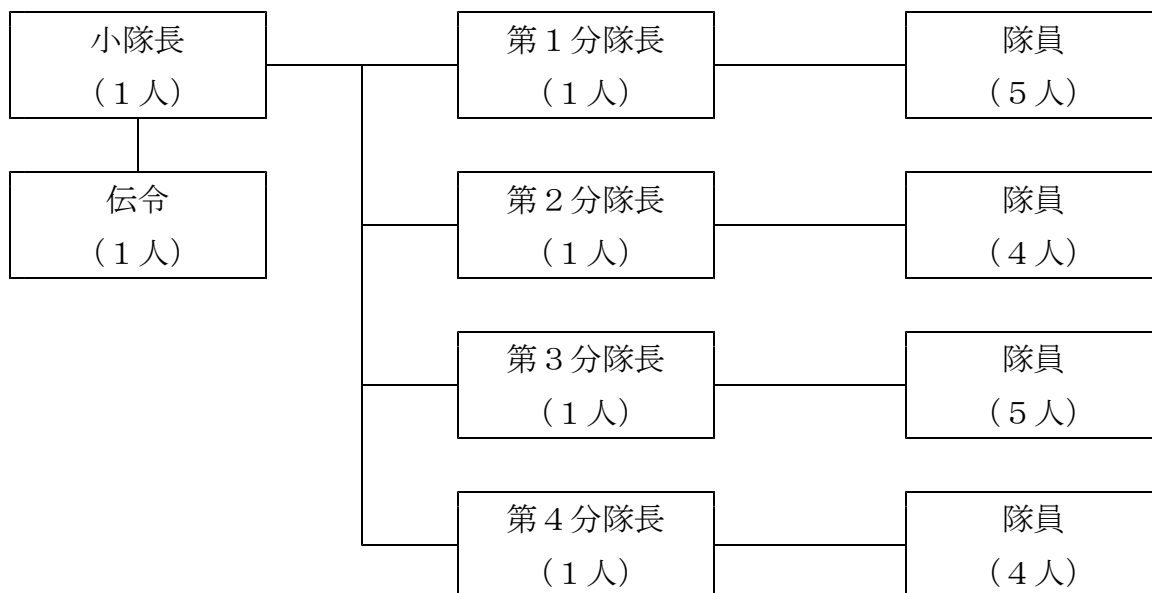 小隊長
（１人）
第１分隊長
（１人）
隊員
（５人）
伝令
（１人）
第２分隊長
（１人）
隊員
（４人）
第３分隊長
（１人）
隊員
（５人）
第４分隊長
（１人）
隊員
（４人）